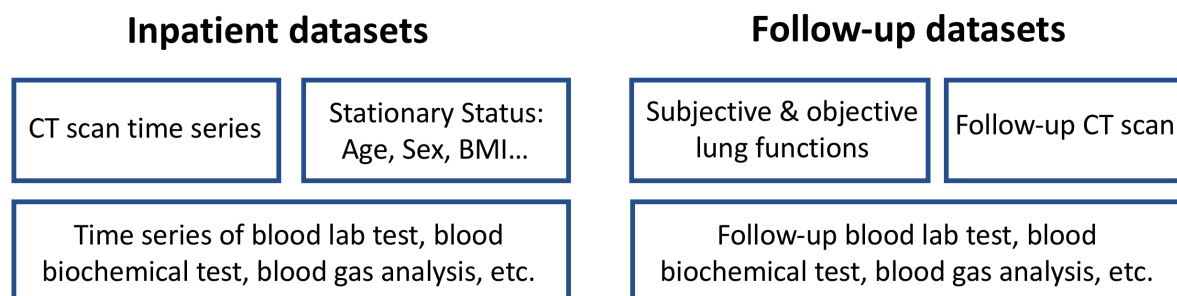 Inpatient datasets
CT scan time series
Stationary Status:
Age, Sex, BMI...
Time series of blood lab test, blood
biochemical test, blood gas analysis, etc.
Follow-up datasets
Subjective & objective
lung functions
Follow-up CT scan
Follow-up blood lab test, blood
biochemical test, blood gas analysis, etc.